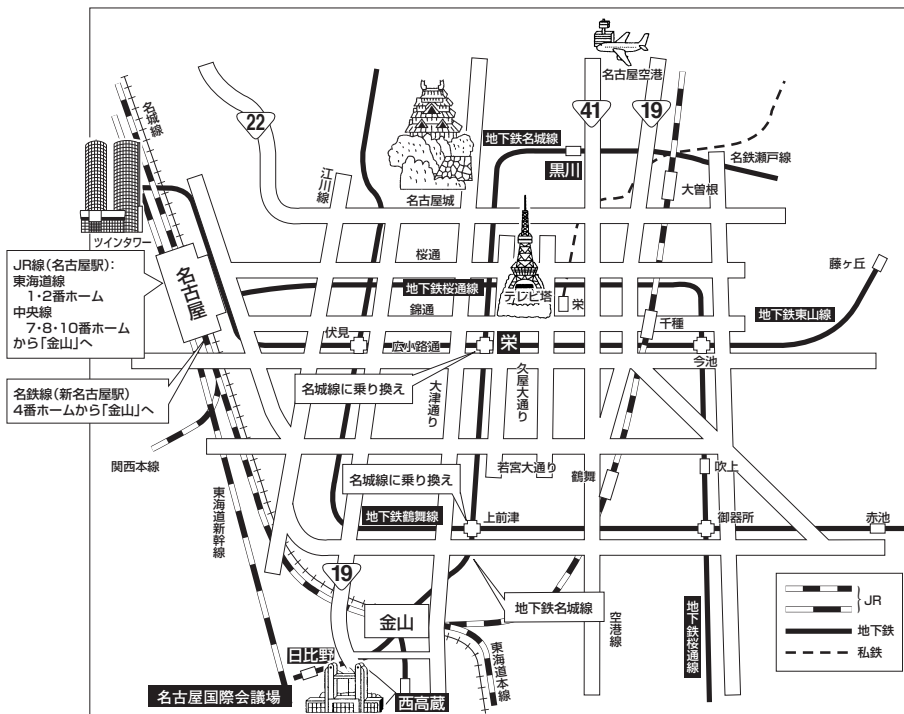 名古屋空港
名城線
22
41
19
地下鉄名城線
黒川
名鉄瀬戸線
大曽根
江川線
名古屋城
ツインタワー
桜通
藤ヶ丘
JR線（名古屋駅）：
東海道線
1・2番ホーム
中央線
7・8・10番ホーム
から「金山」へ
名古屋
地下鉄桜通線
テレビ塔
栄
錦通
千種
地下鉄東山線
伏見
広小路通
栄
今池
名鉄線（新名古屋駅）
4番ホームから「金山」へ
名城線に乗り換え
大津通り
久屋大通り
関西本線
若宮大通り
鶴舞
吹上
名城線に乗り換え
東海道新幹線
地下鉄鶴舞線
上前津
御器所
赤池
19
地下鉄名城線
金山
空港線
地下鉄桜通線
JR
地下鉄
私鉄
日比野
東海道本線
名古屋国際会議場
西高蔵